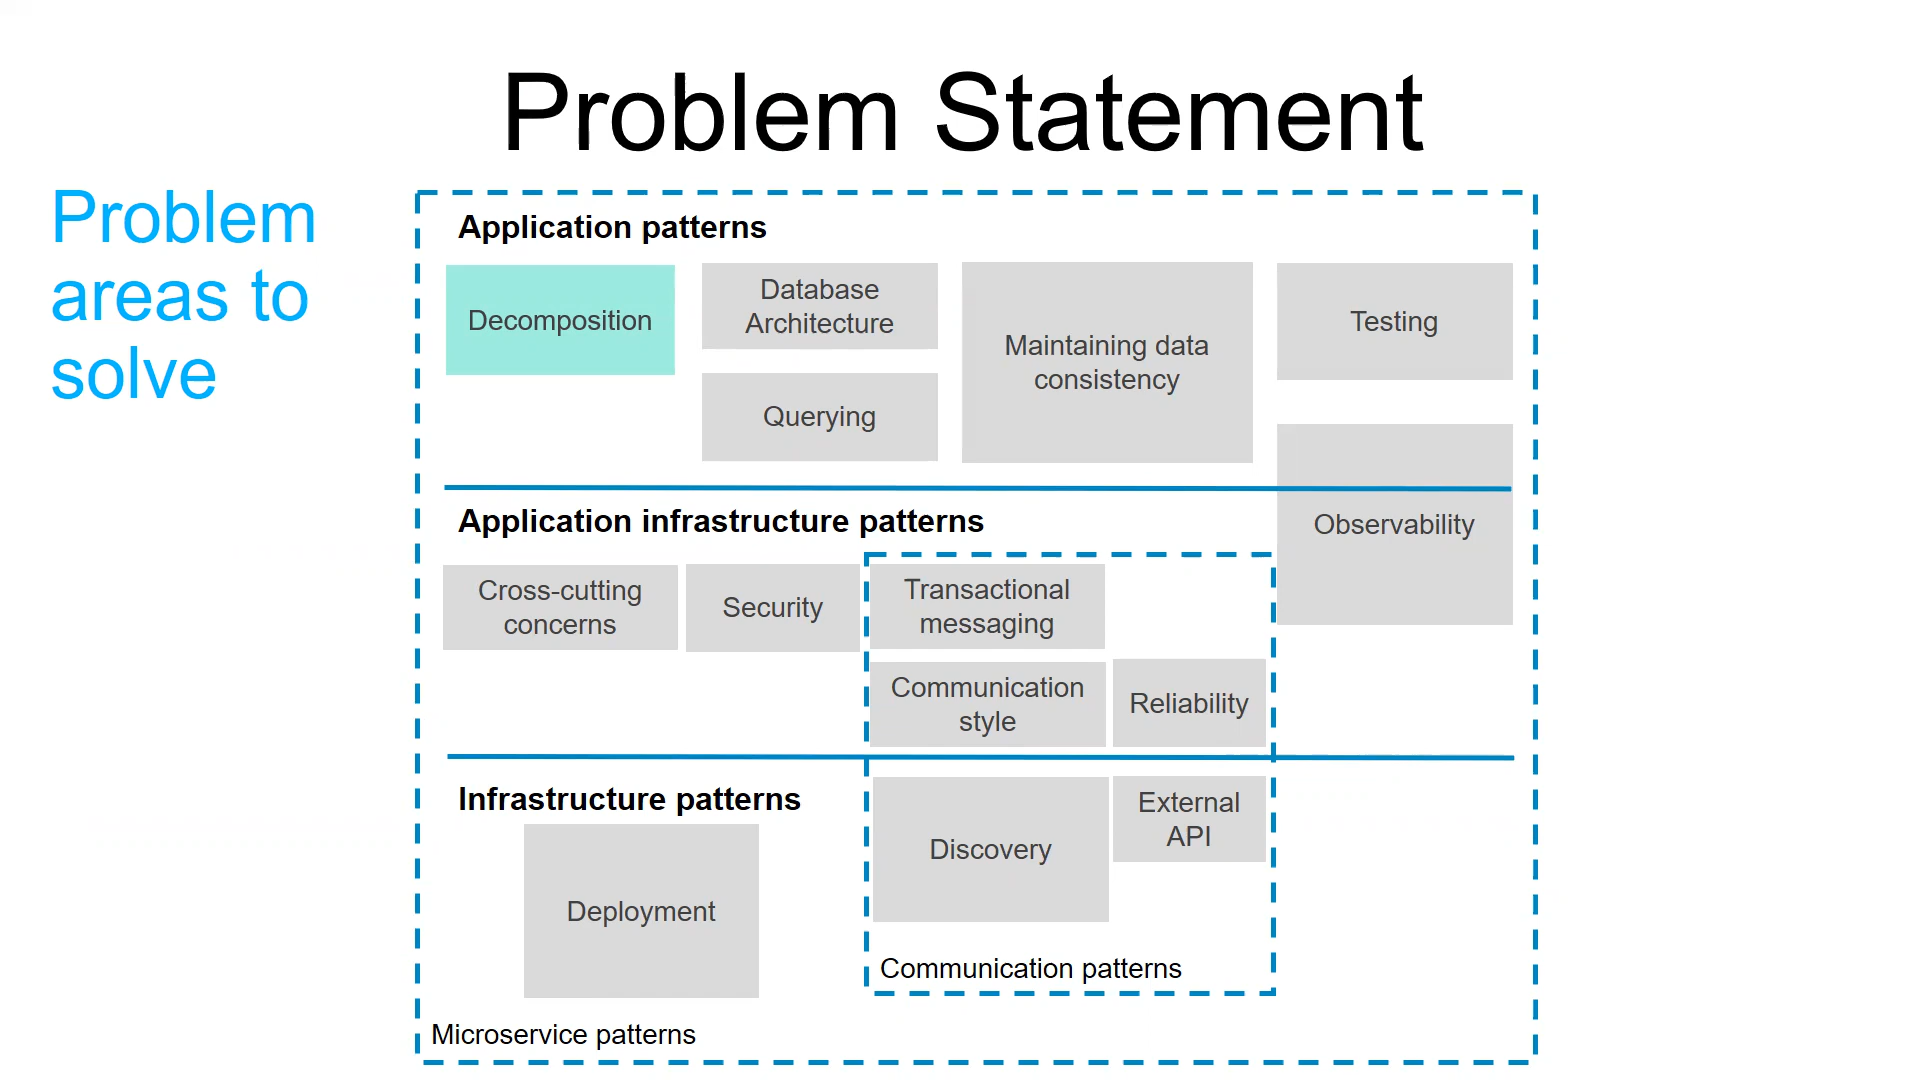 Problem Statement
Problem
areas to
solve
Application patterns
Decomposition
Database
Architecture
Querying
Maintaining data
consistency
Testing
Observability
Application infrastructure patterns
Cross-cutting
concerns
Security
Transactional
messaging
Communication
style
Reliability
Infrastructure patterns
Deployment
Discovery
External
API
Communication patterns
Microservice patterns